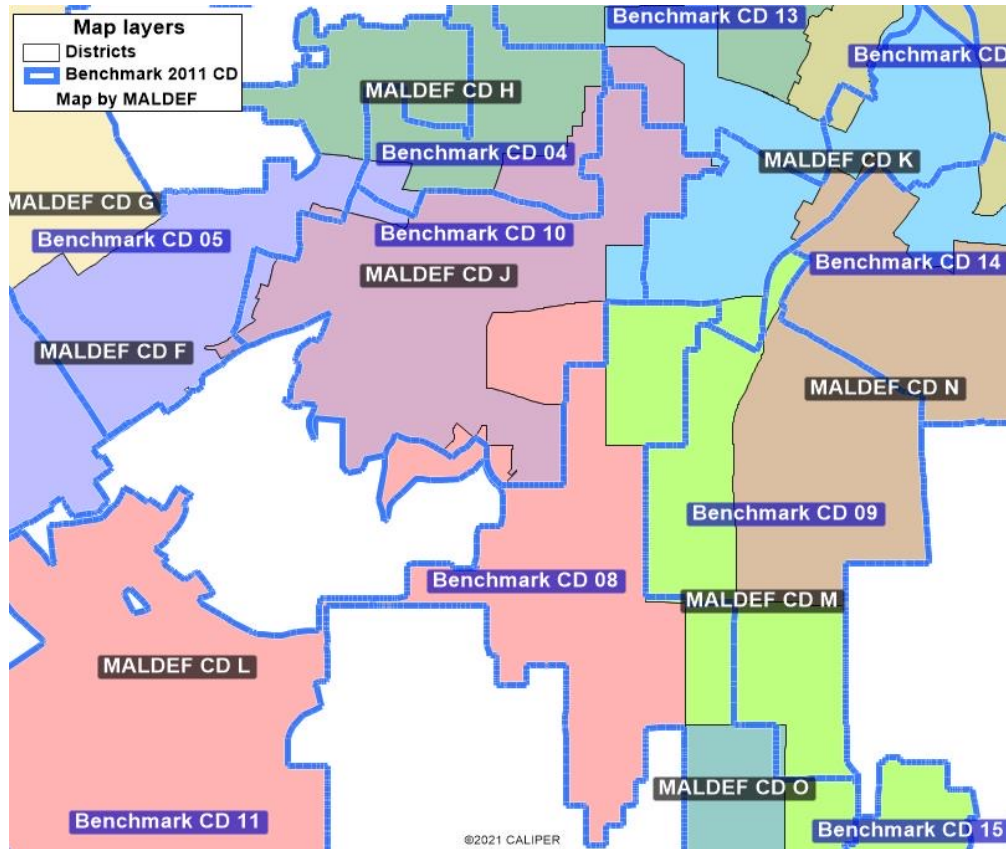 Map layers
Districts
Benchmark 2011 CD
Map by MALDEF
Benchmark CD 13
Benchmark CD
MALDEF CD H
Benchmark CD 04
MALDEF CD K
MALDEF CD G
Benchmark CD 05
Benchmark CD 10
Benchmark CD 14
MALDEF CD J
MALDEF CD F
MALDEF CD N
Benchmark CD 09
Benchmark CD 08
MALDEF CD M
MALDEF CD L
MALDEF CD O
Benchmark CD 11
Benchmark CD 15
©2021 CALIPER